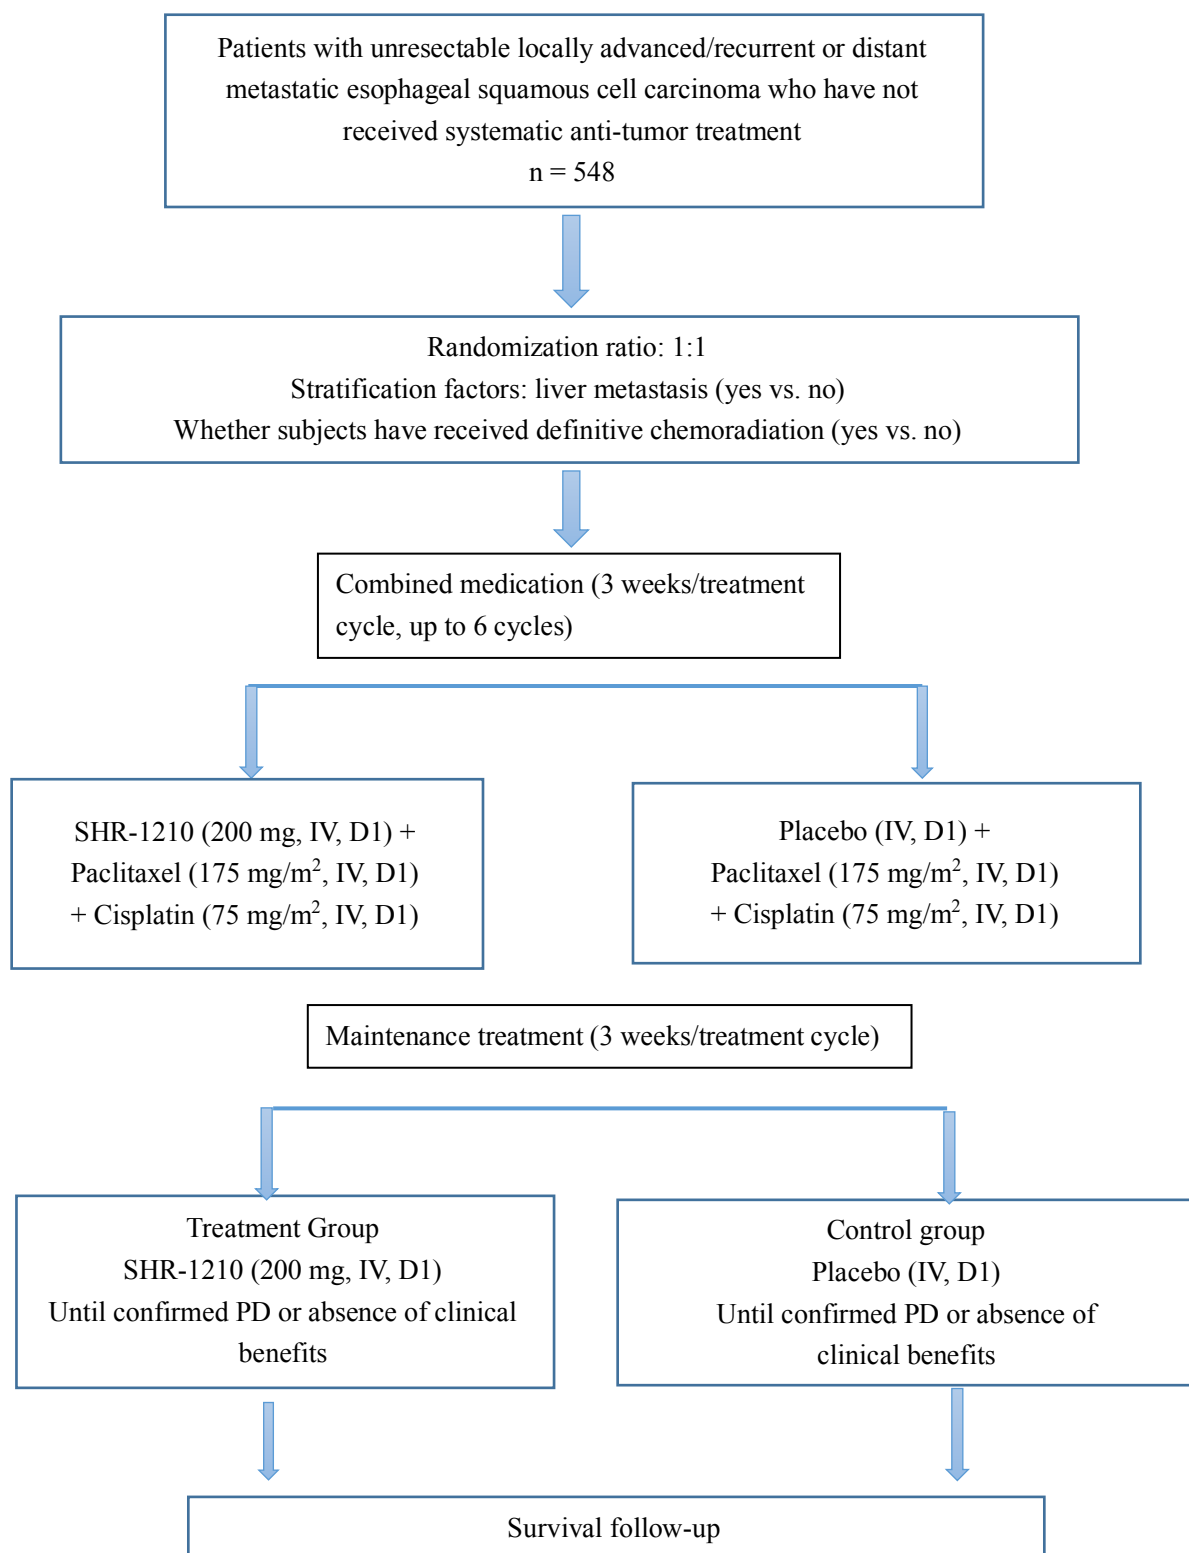 Patients with unresectable locally advanced/recurrent or distant
metastatic esophageal squamous cell carcinoma who have not
received systematic anti-tumor treatment
n = 548
Randomization ratio: 1:1
Stratification factors: liver metastasis (yes vs. no)
Whether subjects have received definitive chemoradiation (yes vs. no)
Combined medication (3 weeks/treatment
cycle, up to 6 cycles)
SHR-1210 (200 mg, IV, D1) +
Paclitaxel (175 mg/m², IV, D1)
+ Cisplatin (75 mg/m², IV, D1)
Placebo (IV, D1) +
Paclitaxel (175 mg/m², IV, D1)
+ Cisplatin (75 mg/m², IV, D1)
Maintenance treatment (3 weeks/treatment cycle)
Treatment Group
SHR-1210 (200 mg, IV, D1)
Until confirmed PD or absence of clinical
benefits
Control group
Placebo (IV, D1)
Until confirmed PD or absence of
clinical benefits
Survival follow-up